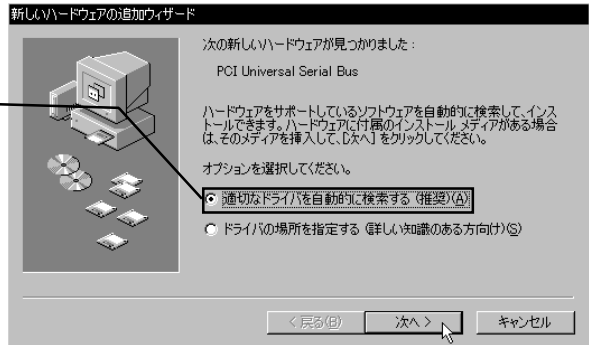 新しいハードウェアの追加ウィザード
次の新しいハードウェアが見つかりました：
PCI Universal Serial Bus
ハードウェアをサポートしているソフトウェアを自動的に検索して、インス
トールできます。ハードウェアに付属のインストール メディアがある場合
は、そのメディアを挿入して、[次へ] をクリックしてください。
オプションを選択してください。
適切なドライバを自動的に検索する (推奨)(A)
ドライバの場所を指定する (詳しい知識のある方向け)(S)
< 戻る(B)
次へ >
キャンセル